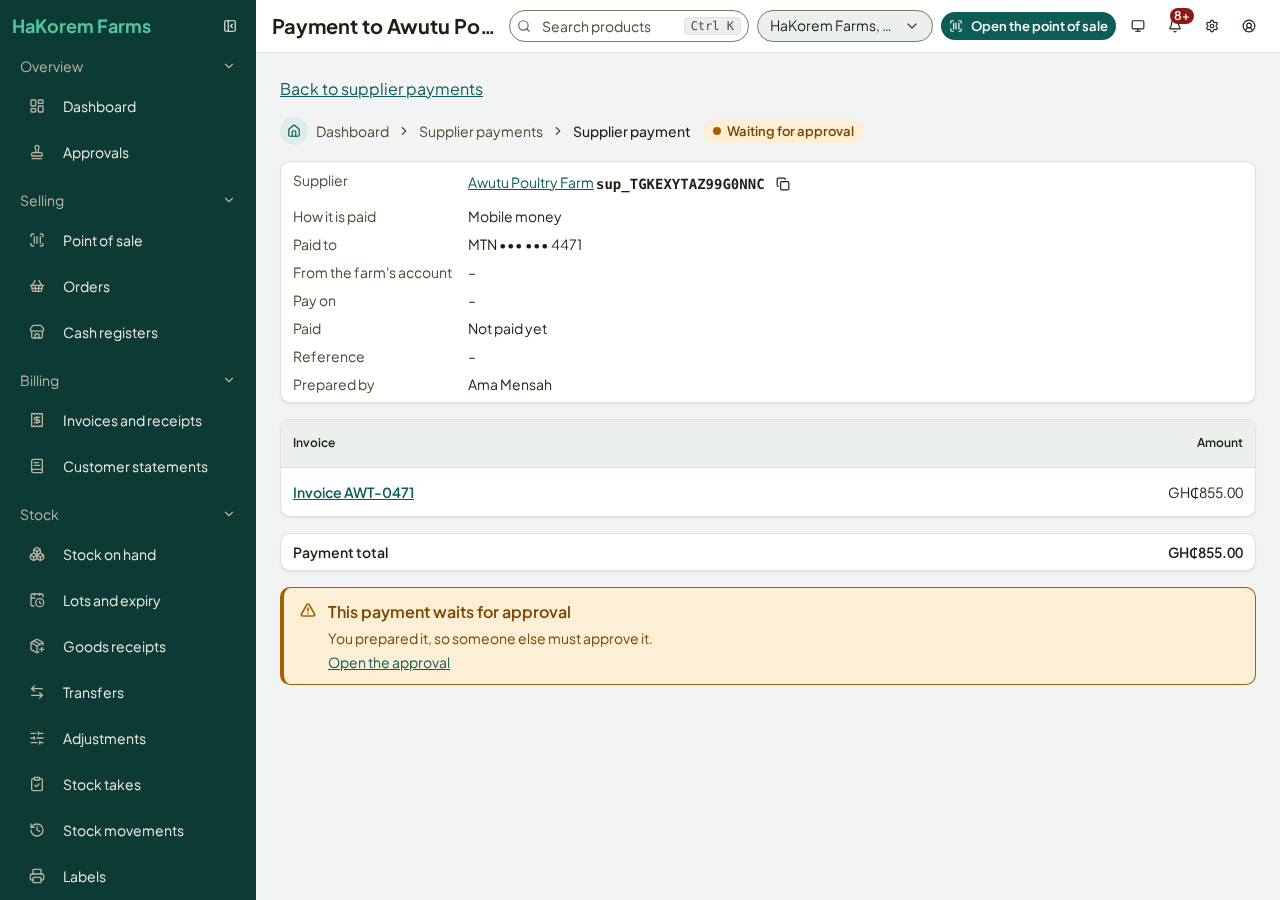 HaKorem Farms
Overview
Dashboard
Approvals
Selling
Point of sale
Orders
Cash registers
Billing
Invoices and receipts
Customer statements
Stock
Stock on hand
Lots and expiry
Goods receipts
Transfers
Adjustments
Stock takes
Stock movements
Labels
Payment to Awutu Po...
Search products Ctrl K
HaKorem Farms, ...
Open the point of sale
8+
Back to supplier payments
Dashboard > Supplier payments > Supplier payment Waiting for approval
Supplier Awutu Poultry Farm sup_TGKEXYTAZ99G0NNC
How it is paid Mobile money
Paid to MTN ••• ••• 4471
From the farm's account –
Pay on –
Paid Not paid yet
Reference –
Prepared by Ama Mensah
Invoice Amount
Invoice AWT-0471 GH₵855.00
Payment total GH₵855.00
This payment waits for approval
You prepared it, so someone else must approve it.
Open the approval